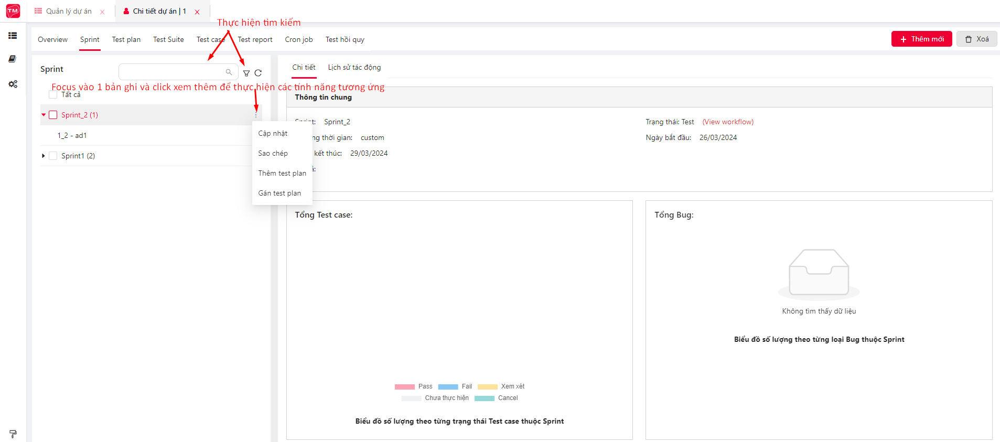 TM
Quản lý dự án
Chi tiết dự án | 1
Thực hiện tìm kiếm
Overview Sprint Test plan Test Suite Test case Test report Cron job Test hồi quy
+ Thêm mới
Xoá
Sprint
Chi tiết Lịch sử tác động
Focus vào 1 bản ghi và click xem thêm để thực hiện các tính năng tương ứng
Tất cả
Thông tin chung
Sprint_2 (1)
1_2 - ad1
Sprint1 (2)
Cập nhật
Sao chép
Thêm test plan
Gán test plan
Sprint: Sprint_2
Trạng thái: Test (View workflow)
thời gian: custom
Ngày bắt đầu: 26/03/2024
kết thúc: 29/03/2024
Tổng Test case:
Pass Fail Xem xét
Chưa thực hiện Cancel
Biểu đồ số lượng theo từng trạng thái Test case thuộc Sprint
Tổng Bug:
Không tìm thấy dữ liệu
Biểu đồ số lượng theo từng loại Bug thuộc Sprint